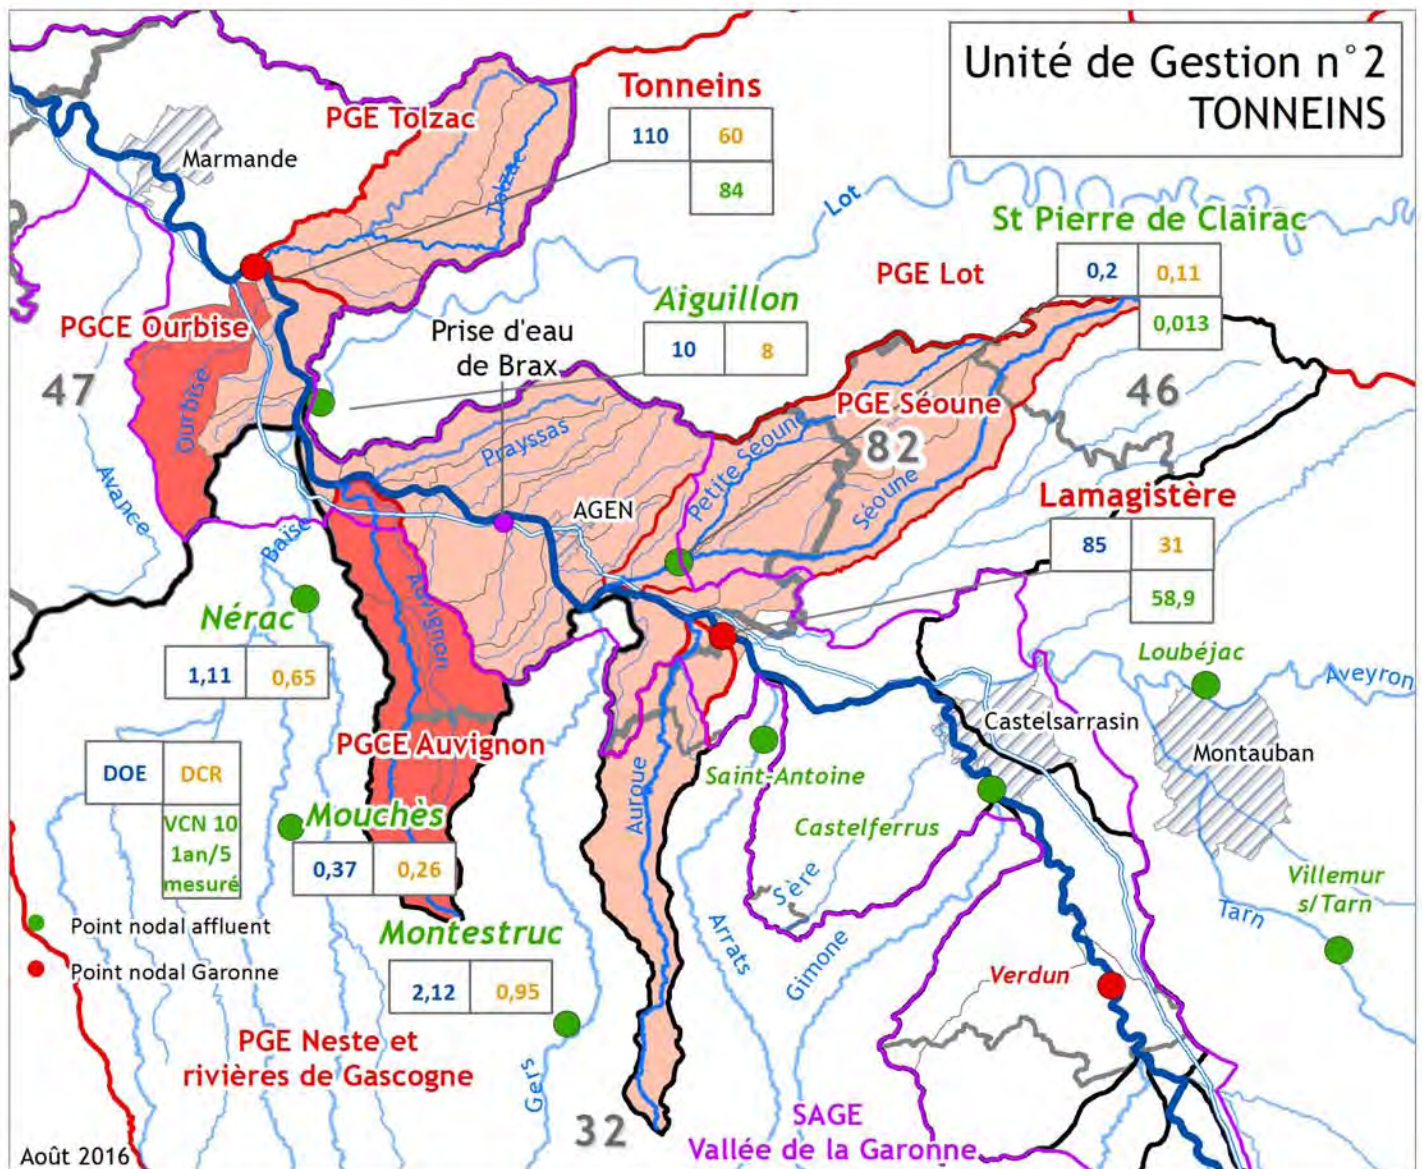 Unité de Gestion n°2
TONNEINS
Tonneins
110 60
84
PGE Tolzac
Marmande
Tolzac
Lot
St Pierre de Clairac
0,2 0,11
0,013
PGE Lot
Aiguillon
10 8
PGCE Ourbise
Prise d'eau
de Brax
47
Ourbise
46
PGE Séoune
82
Prayssas
Petite Séoune
Séoune
Avance
AGEN
Lamagistère
85 31
58,9
Baïse
Auvignon
Nérac
1,11 0,65
Loubéjac
Aveyron
Castelsarrasin
Montauban
PGCE Auvignon
DOE DCR
VCN 10
1an/5
mesuré
Saint-Antoine
Auroue
Mouchès
0,37 0,26
Castelferrus
Sère
Villemur
s/Tarn
Tarn
Point nodal affluent
Point nodal Garonne
Montestruc
2,12 0,95
Arrats
Gimone
Verdun
PGE Neste et
rivières de Gascogne
Gers
32
SAGE
Vallée de la Garonne
Août 2016